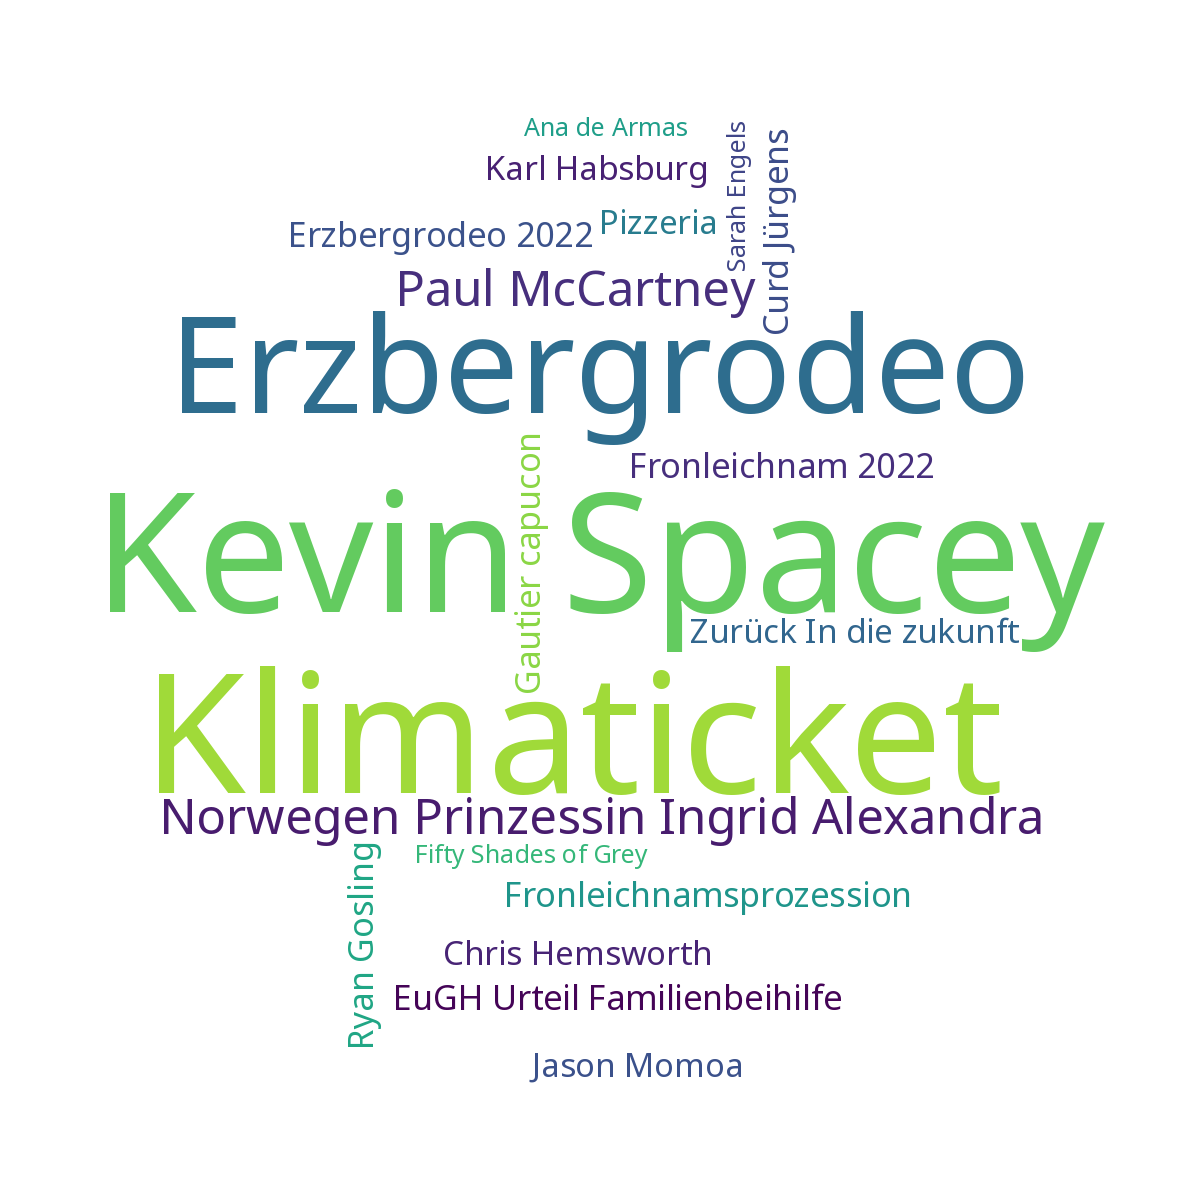 Ana de Armas
Karl Habsburg
Sarah Engels
Curd Jürgens
Erzbergrodeo 2022
Pizzeria
Paul McCartney
Erzbergrodeo
Fronleichnam 2022
Gautier capucon
Kevin Spacey
Zurück In die zukunft
Klimaticket
Norwegen Prinzessin Ingrid Alexandra
Fifty Shades of Grey
Ryan Gosling
Fronleichnamsprozession
Chris Hemsworth
EuGH Urteil Familienbeihilfe
Jason Momoa